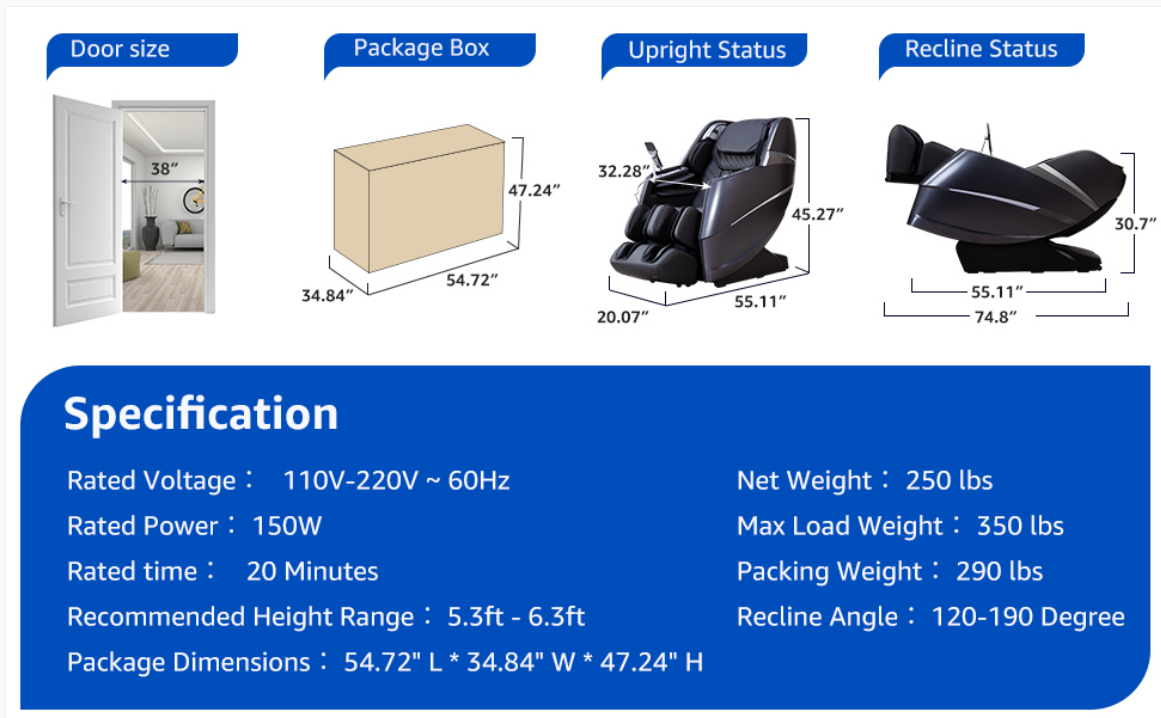 Door size
Package Box
Upright Status
Recline Status
38”
47.24”
34.84”
54.72”
32.28”
45.27”
20.07”
55.11”
30.7”
55.11”
74.8”
Specification
Rated Voltage： 110V-220V ~ 60Hz
Rated Power：150W
Rated time： 20 Minutes
Recommended Height Range：5.3ft - 6.3ft
Package Dimensions：54.72" L * 34.84" W * 47.24" H
Net Weight：250 lbs
Max Load Weight：350 lbs
Packing Weight：290 lbs
Recline Angle：120-190 Degree